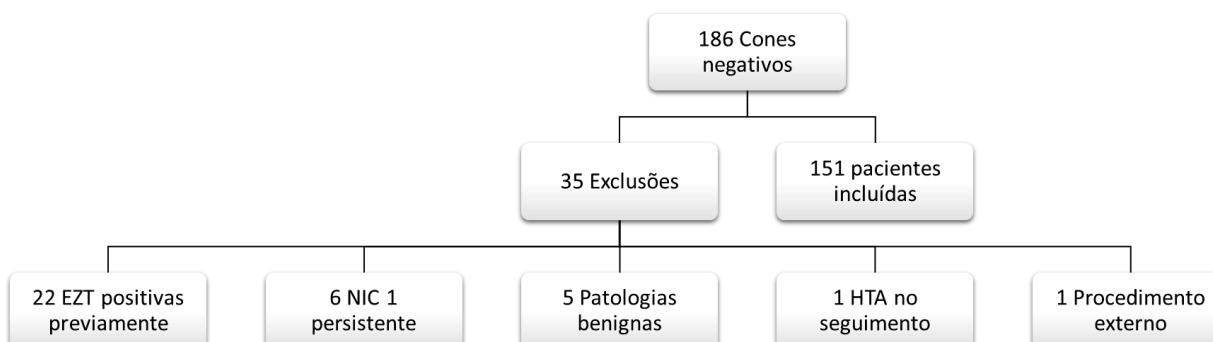 186 Cones
negativos
35 Exclusões
151 pacientes
incluídas
22 EZT positivas
previamente
6 NIC 1
persistente
5 Patologias
benignas
1 HTA no
seguimento
1 Procedimento
externo